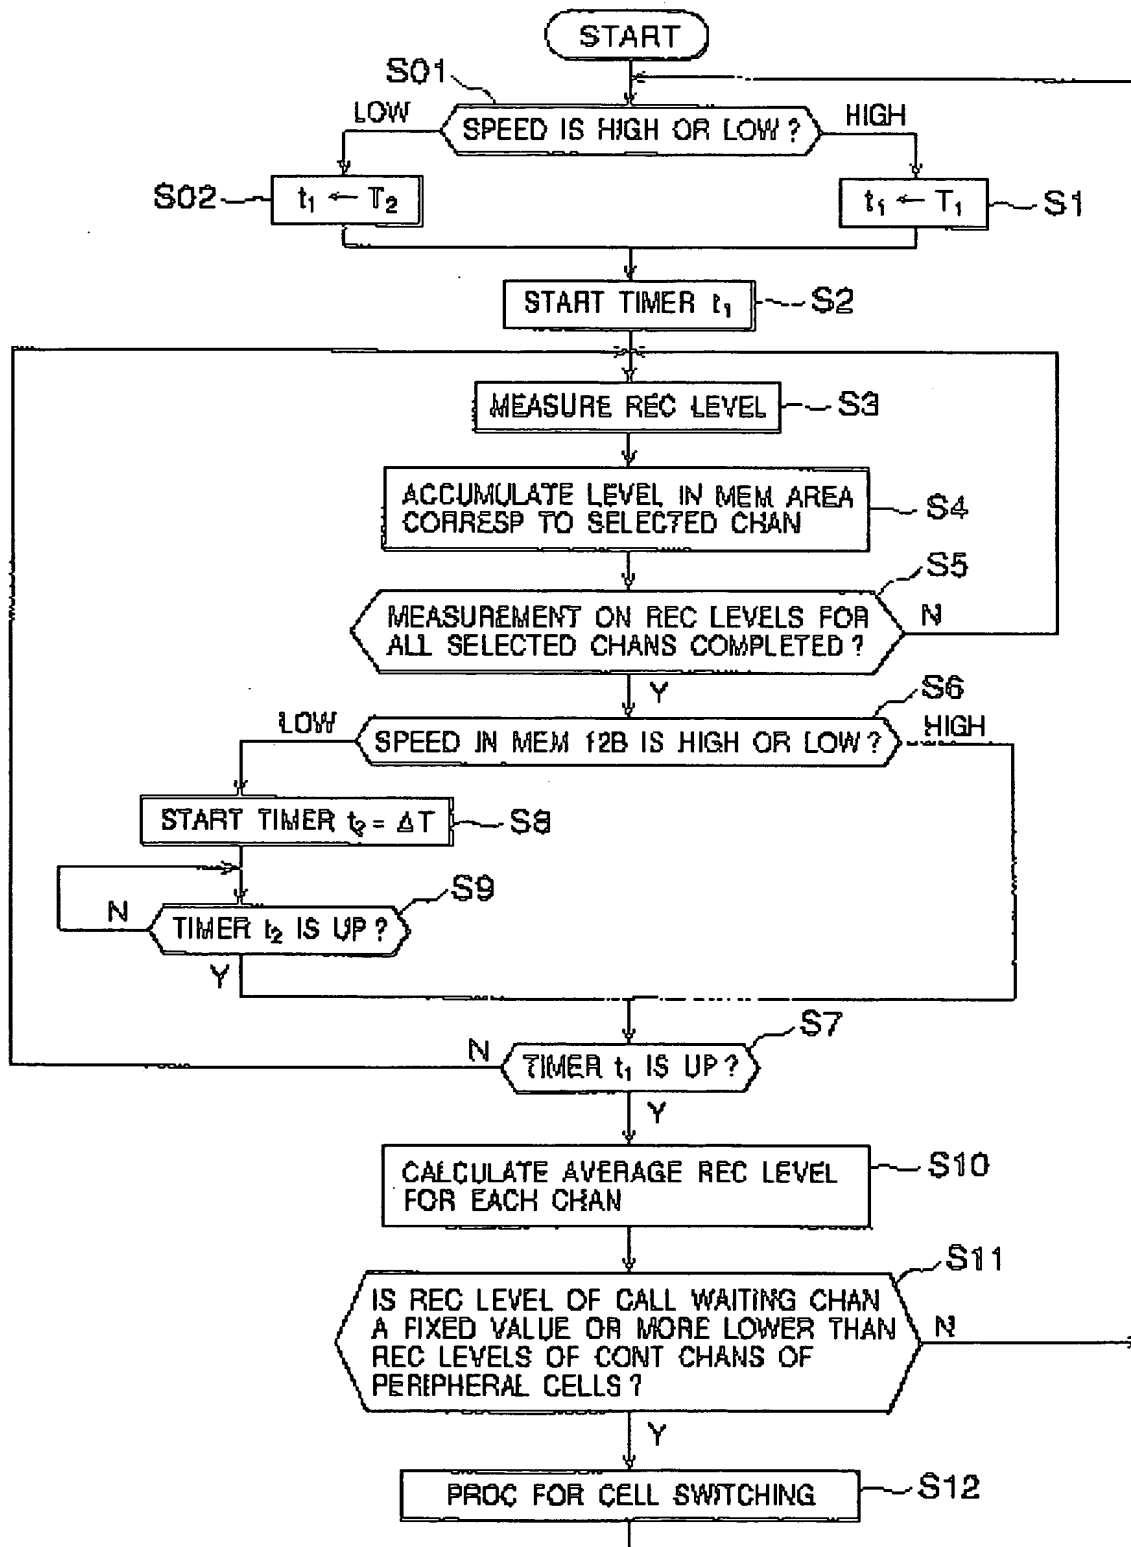 START
S01
LOW
SPEED IS HIGH OR LOW?
HIGH
S02
t₁ ← T₂
t₁ ← T₁
S1
START TIMER t₁
S2
MEASURE REC LEVEL
S3
ACCUMULATE LEVEL IN MEM AREA
CORRESP TO SELECTED CHAN
S4
S5
MEASUREMENT ON REC LEVELS FOR
ALL SELECTED CHANS COMPLETED?
N
Y
S6
LOW
SPEED IN MEM 12B IS HIGH OR LOW?
HIGH
START TIMER t₂ = ΔT
S8
S9
N
TIMER t₂ IS UP?
Y
S7
N
TIMER t₁ IS UP?
Y
CALCULATE AVERAGE REC LEVEL
FOR EACH CHAN
S10
S11
IS REC LEVEL OF CALL WAITING CHAN
A FIXED VALUE OR MORE LOWER THAN
REC LEVELS OF CONT CHANS OF
PERIPHERAL CELLS?
N
Y
PROC FOR CELL SWITCHING
S12